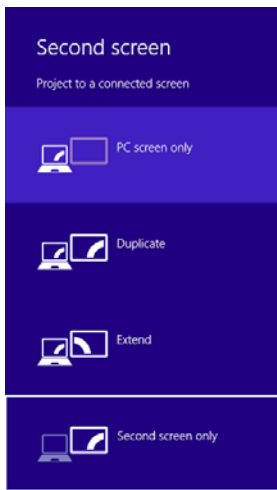 Second screen
Project to a connected screen
PC screen only
Duplicate
Extend
Second screen only